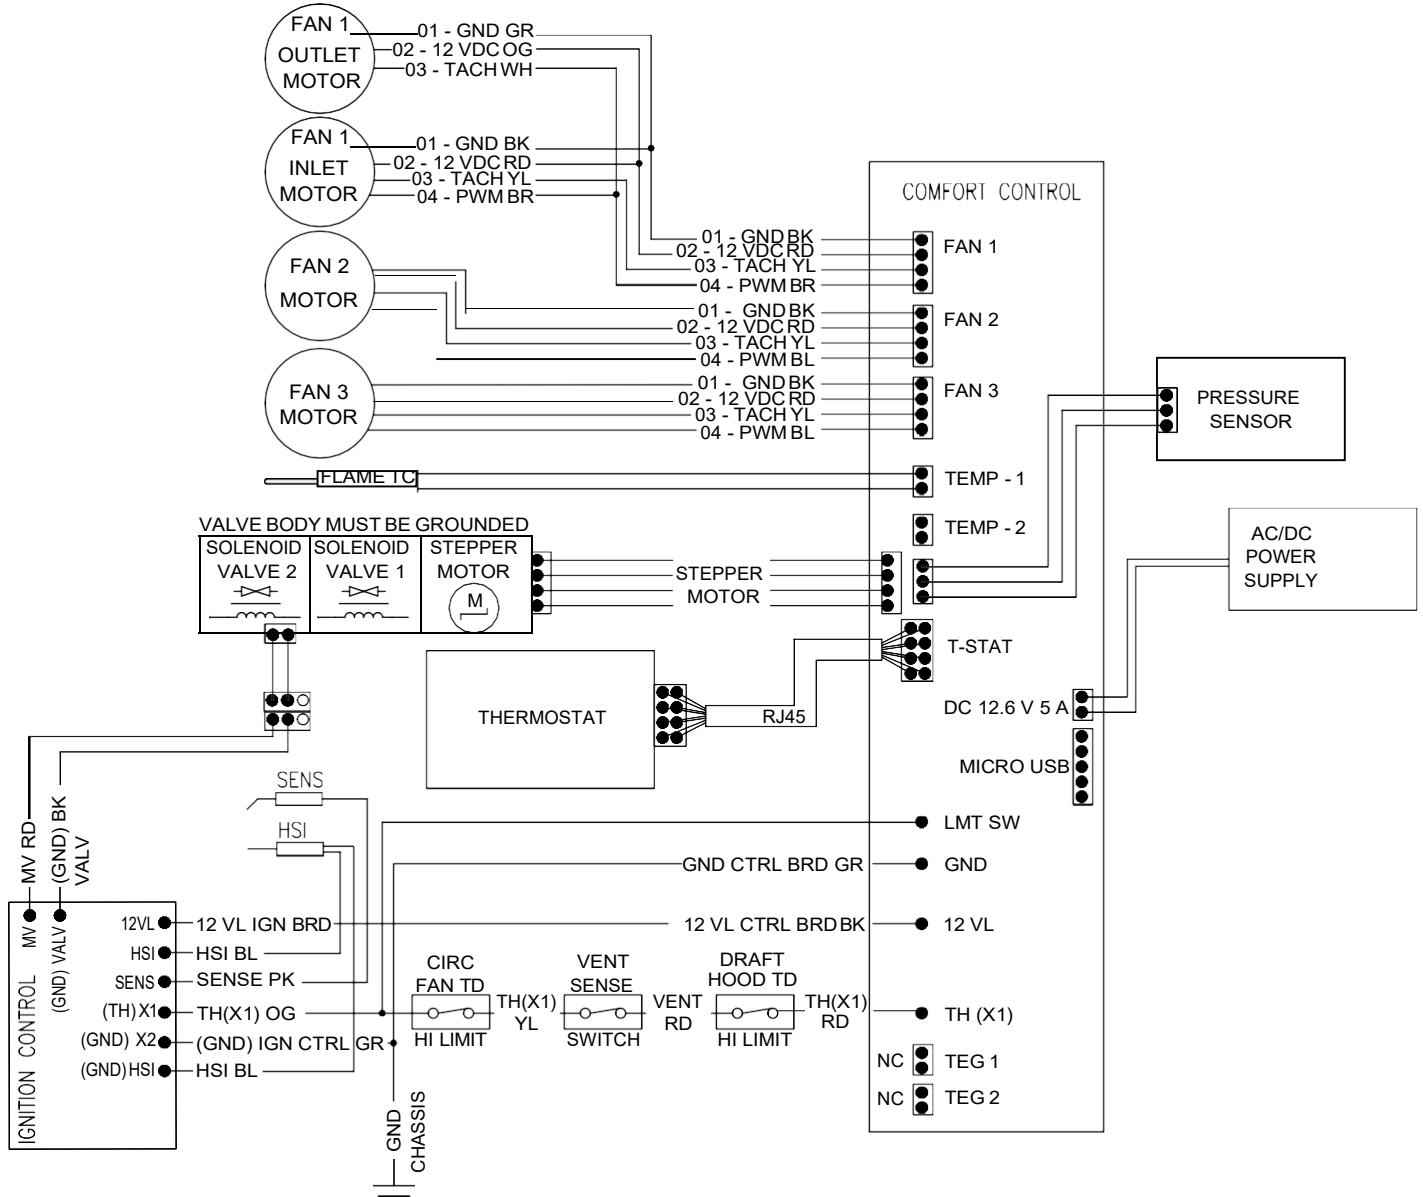 FAN 1
OUTLET
MOTOR
01 - GND GR
02 - 12 VDC OG
03 - TACH WH
FAN 1
INLET
MOTOR
01 - GND BK
02 - 12 VDC RD
03 - TACH YL
04 - PWM BR
FAN 2
MOTOR
FAN 3
MOTOR
01 - GND BK
02 - 12 VDC RD
03 - TACH YL
04 - PWM BR
01 - GND BK
02 - 12 VDC RD
03 - TACH YL
04 - PWM BL
01 - GND BK
02 - 12 VDC RD
03 - TACH YL
04 - PWM BL
COMFORT CONTROL
FAN 1
FAN 2
FAN 3
TEMP - 1
TEMP - 2
PRESSURE
SENSOR
AC/DC
POWER
SUPPLY
FLAME TC
VALVE BODY MUST BE GROUNDED
SOLENOID
VALVE 2
SOLENOID
VALVE 1
STEPPER
MOTOR
M
STEPPER
MOTOR
T-STAT
THERMOSTAT
RJ45
DC 12.6 V 5 A
MICRO USB
SENS
HSI
MV RD
(GND) BK
VALV
LMT SW
GND CTRL BRD GR
GND
IGNITION CONTROL
MV
(GND) VALV
12VL
12 VL IGN BRD
12 VL CTRL BRD BK
12 VL
HSI
HSI BL
SENS
SENSE PK
(TH) X1
TH(X1) OG
(GND) X2
(GND) IGN CTRL GR
(GND) HSI
HSI BL
CIRC
FAN TD
HI LIMIT
TH(X1)
YL
VENT
SENSE
SWITCH
VENT
RD
DRAFT
HOOD TD
HI LIMIT
TH(X1)
RD
TH (X1)
NC
TEG 1
NC
TEG 2
GND
CHASSIS